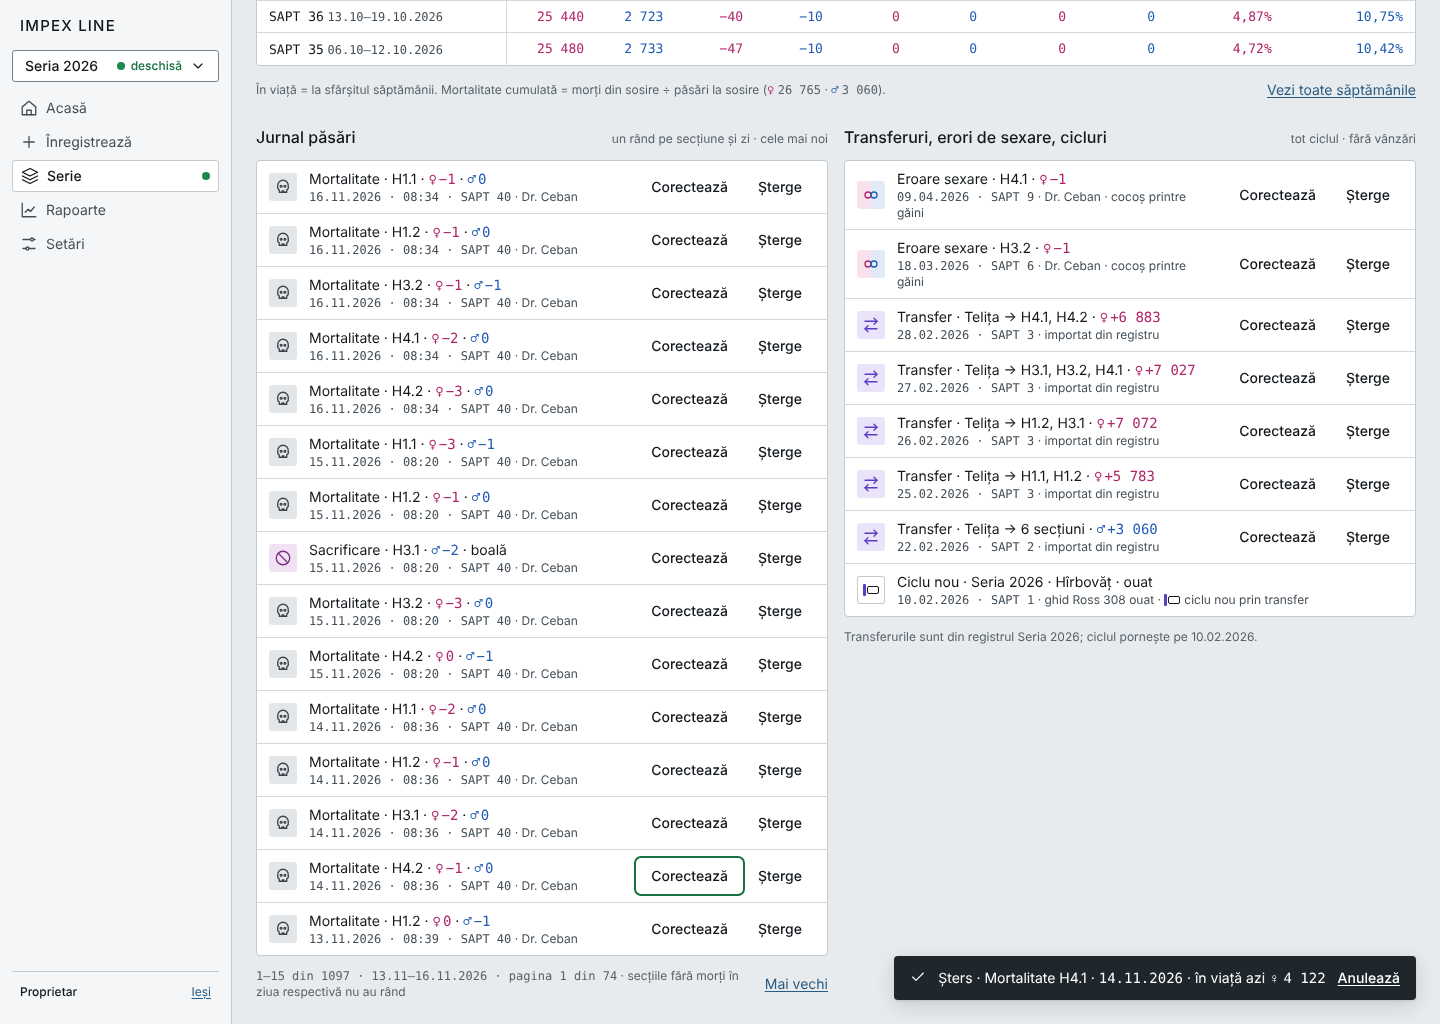 IMPEX LINE
Seria 2026 deschisă
Acasă
Înregistrează
Serie
Rapoarte
Setări
Proprietar Ieși
SAPT 36 13.10–19.10.2026 25 440 2 723 −40 −10 0 0 0 0 4,87% 10,75%
SAPT 35 06.10–12.10.2026 25 480 2 733 −47 −10 0 0 0 0 4,72% 10,42%
În viață = la sfârșitul săptămânii. Mortalitate cumulată = morți din sosire ÷ păsări la sosire (♀ 26 765 · ♂ 3 060).
Vezi toate săptămânile
Jurnal păsări un rând pe secțiune și zi · cele mai noi
Mortalitate · H1.1 · ♀−1 · ♂0
16.11.2026 · 08:34 · SAPT 40 · Dr. Ceban
Corectează Șterge
Mortalitate · H1.2 · ♀−1 · ♂0
16.11.2026 · 08:34 · SAPT 40 · Dr. Ceban
Corectează Șterge
Mortalitate · H3.2 · ♀−1 · ♂−1
16.11.2026 · 08:34 · SAPT 40 · Dr. Ceban
Corectează Șterge
Mortalitate · H4.1 · ♀−2 · ♂0
16.11.2026 · 08:34 · SAPT 40 · Dr. Ceban
Corectează Șterge
Mortalitate · H4.2 · ♀−3 · ♂0
16.11.2026 · 08:34 · SAPT 40 · Dr. Ceban
Corectează Șterge
Mortalitate · H1.1 · ♀−3 · ♂−1
15.11.2026 · 08:20 · SAPT 40 · Dr. Ceban
Corectează Șterge
Mortalitate · H1.2 · ♀−1 · ♂0
15.11.2026 · 08:20 · SAPT 40 · Dr. Ceban
Corectează Șterge
Sacrificare · H3.1 · ♂−2 · boală
15.11.2026 · 08:20 · SAPT 40 · Dr. Ceban
Corectează Șterge
Mortalitate · H3.2 · ♀−3 · ♂0
15.11.2026 · 08:20 · SAPT 40 · Dr. Ceban
Corectează Șterge
Mortalitate · H4.2 · ♀0 · ♂−1
15.11.2026 · 08:20 · SAPT 40 · Dr. Ceban
Corectează Șterge
Mortalitate · H1.1 · ♀−2 · ♂0
14.11.2026 · 08:36 · SAPT 40 · Dr. Ceban
Corectează Șterge
Mortalitate · H1.2 · ♀−1 · ♂0
14.11.2026 · 08:36 · SAPT 40 · Dr. Ceban
Corectează Șterge
Mortalitate · H3.1 · ♀−2 · ♂0
14.11.2026 · 08:36 · SAPT 40 · Dr. Ceban
Corectează Șterge
Mortalitate · H4.2 · ♀−1 · ♂0
14.11.2026 · 08:36 · SAPT 40 · Dr. Ceban
Corectează Șterge
Mortalitate · H1.2 · ♀0 · ♂−1
13.11.2026 · 08:39 · SAPT 40 · Dr. Ceban
Corectează Șterge
1–15 din 1097 · 13.11–16.11.2026 · pagina 1 din 74 · secțiile fără morți în
ziua respectivă nu au rând
Mai vechi
Transferuri, erori de sexare, cicluri tot ciclul · fără vânzări
Eroare sexare · H4.1 · ♀−1
09.04.2026 · SAPT 9 · Dr. Ceban · cocoș printre
găini
Corectează Șterge
Eroare sexare · H3.2 · ♀−1
18.03.2026 · SAPT 6 · Dr. Ceban · cocoș printre
găini
Corectează Șterge
Transfer · Telița → H4.1, H4.2 · ♀+6 883
28.02.2026 · SAPT 3 · importat din registru
Corectează Șterge
Transfer · Telița → H3.1, H3.2, H4.1 · ♀+7 027
27.02.2026 · SAPT 3 · importat din registru
Corectează Șterge
Transfer · Telița → H1.2, H3.1 · ♀+7 072
26.02.2026 · SAPT 3 · importat din registru
Corectează Șterge
Transfer · Telița → H1.1, H1.2 · ♀+5 783
25.02.2026 · SAPT 3 · importat din registru
Corectează Șterge
Transfer · Telița → 6 secțiuni · ♂+3 060
22.02.2026 · SAPT 2 · importat din registru
Corectează Șterge
Ciclu nou · Seria 2026 · Hîrbovăț · ouat
10.02.2026 · SAPT 1 · ghid Ross 308 ouat · ciclu nou prin transfer
Transferurile sunt din registrul Seria 2026; ciclul pornește pe 10.02.2026.
Șters · Mortalitate H4.1 · 14.11.2026 · în viață azi ♀ 4 122 Anulează